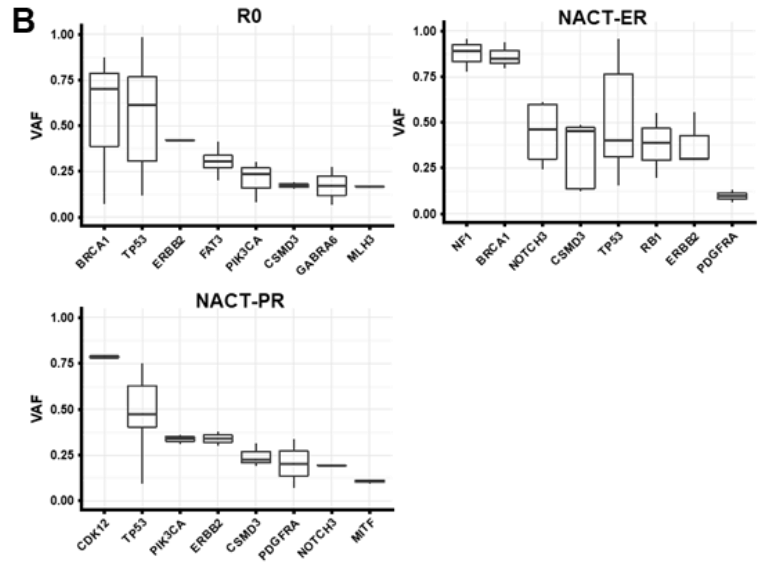 B
R0
VAF
1.00
0.75
0.50
0.25
0.00
BRCA1
TP53
ERBB2
FAT3
PIK3CA
CSMD3
GABRA6
MLH3
NACT-ER
VAF
1.00
0.75
0.50
0.25
0.00
NF1
BRCA1
NOTCH3
CSMD3
TP53
RB1
ERBB2
PDGFRA
NACT-PR
VAF
1.00
0.75
0.50
0.25
0.00
CDK12
TP53
PIK3CA
ERBB2
CSMD3
PDGFRA
NOTCH3
MITF